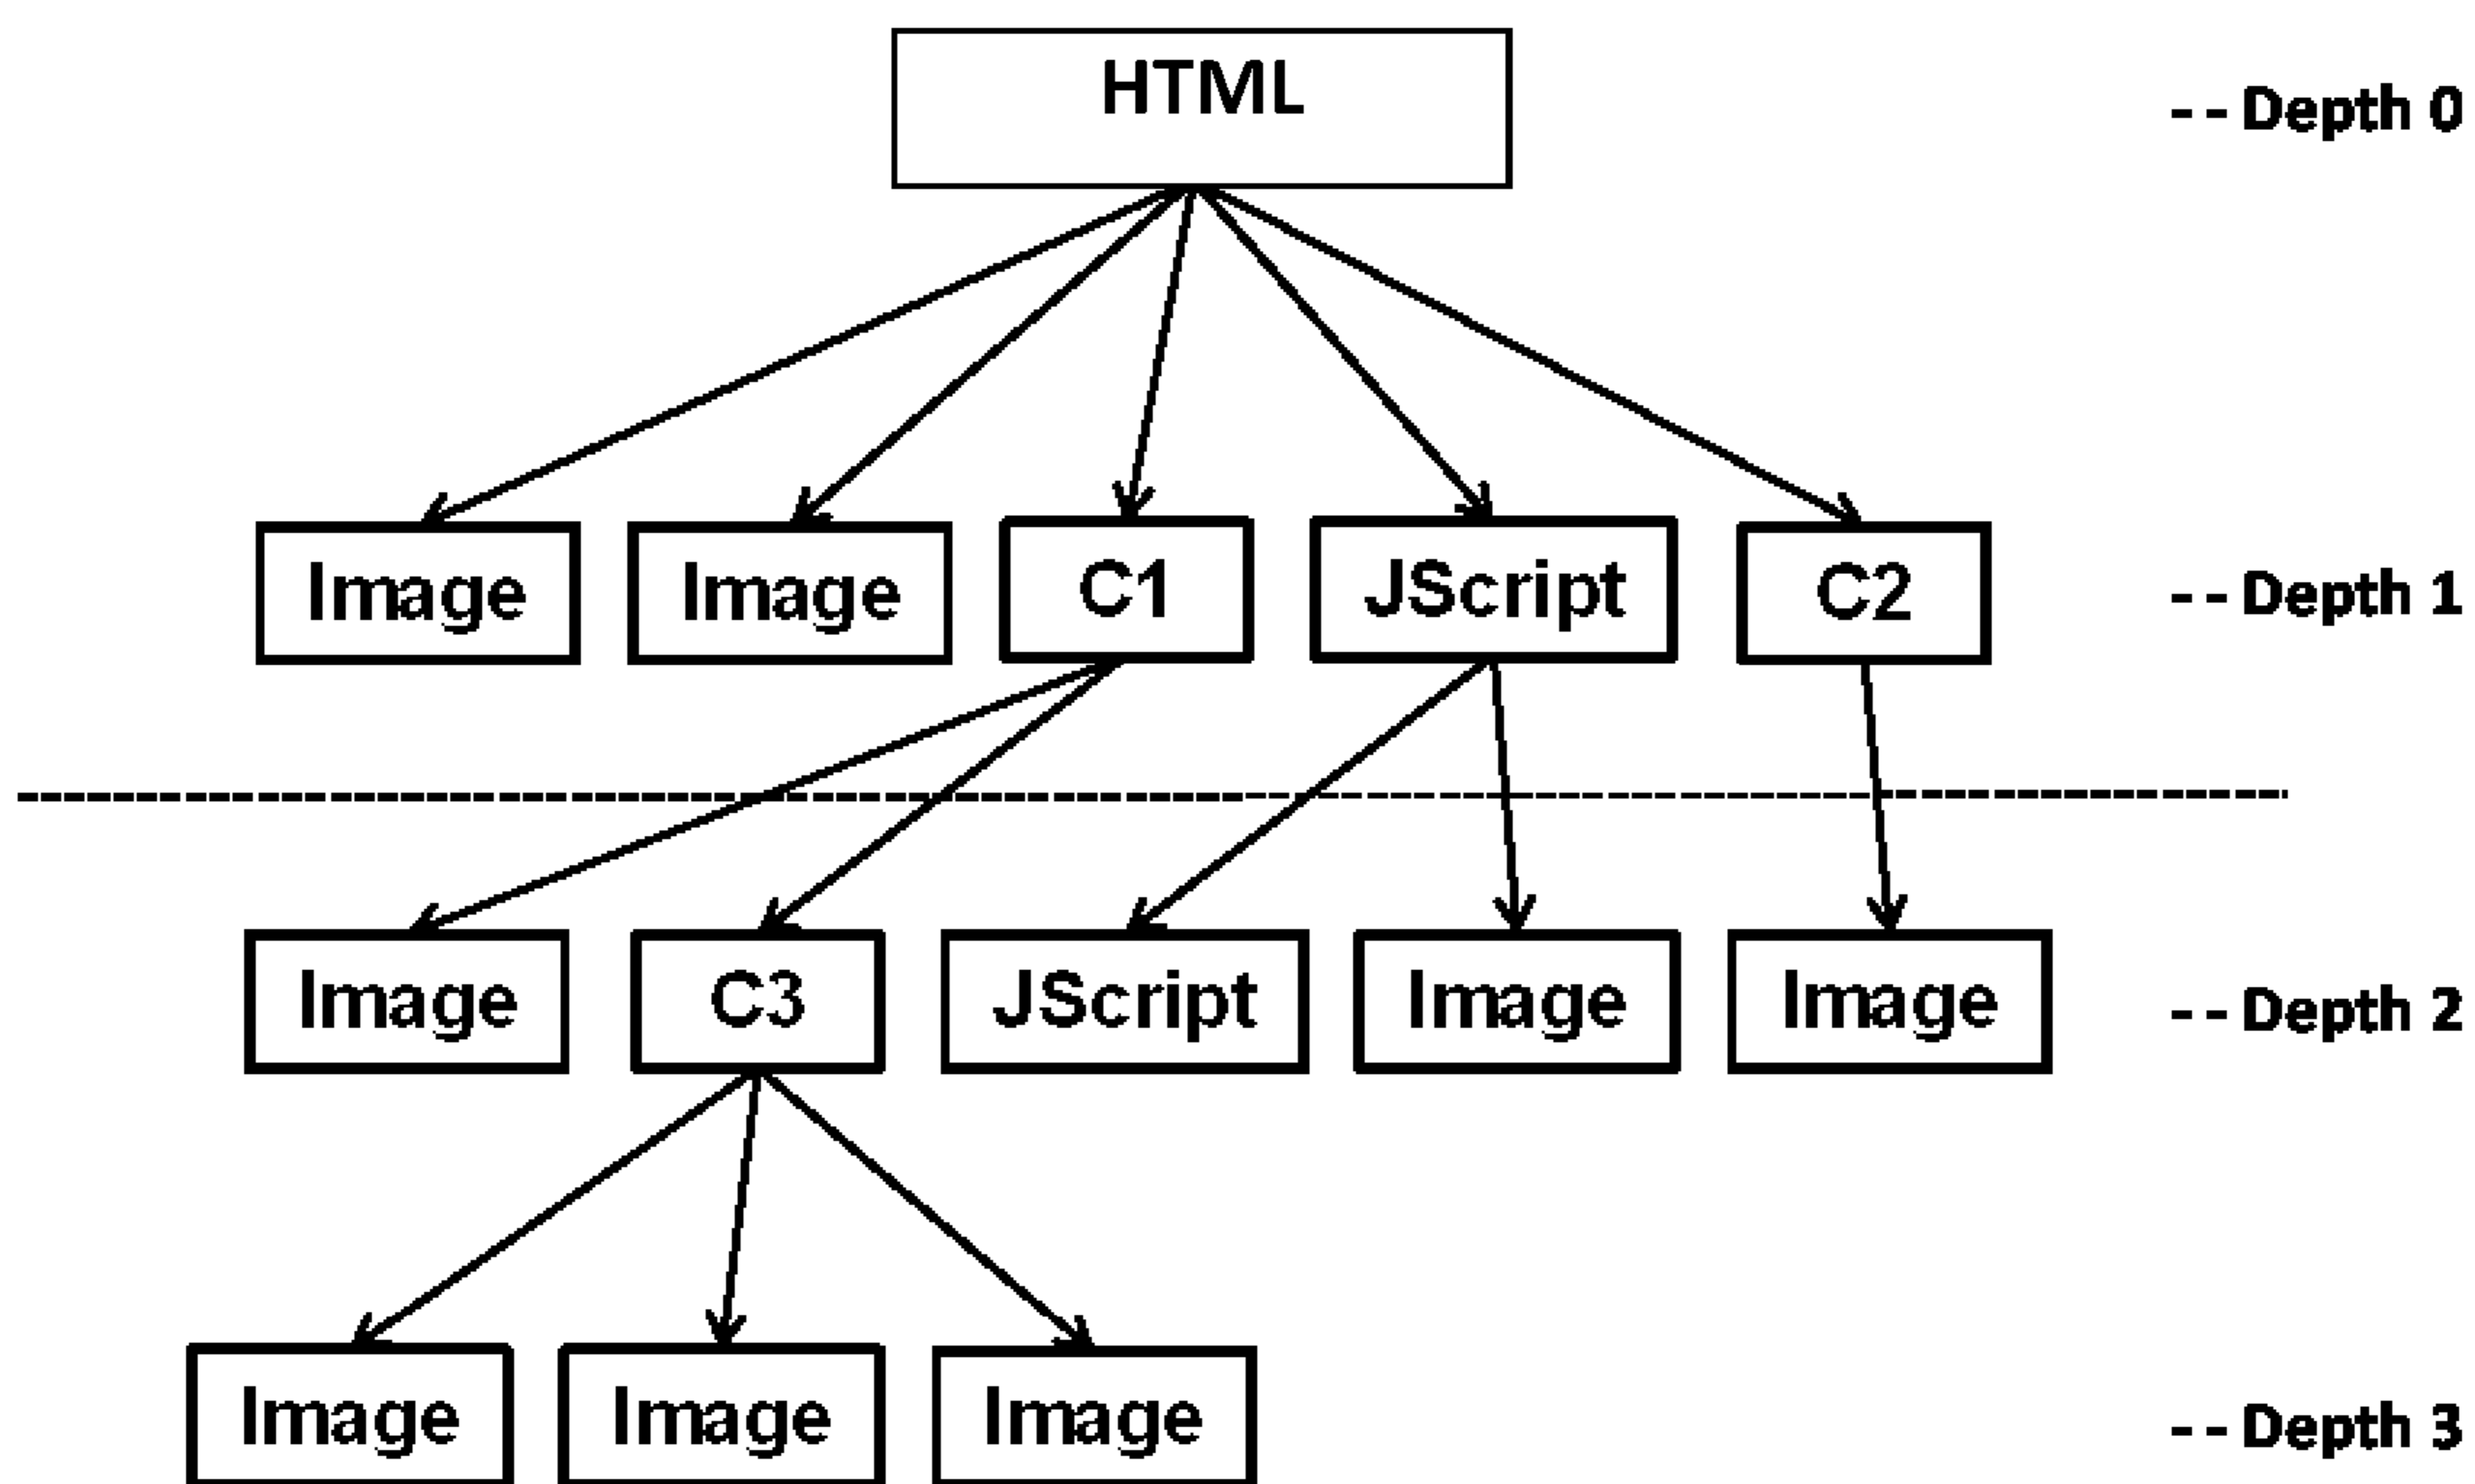 HTML
-- Depth 0
Image Image C1 JScript C2
-- Depth 1
Image C3 JScript Image Image
-- Depth 2
Image Image Image
-- Depth 3